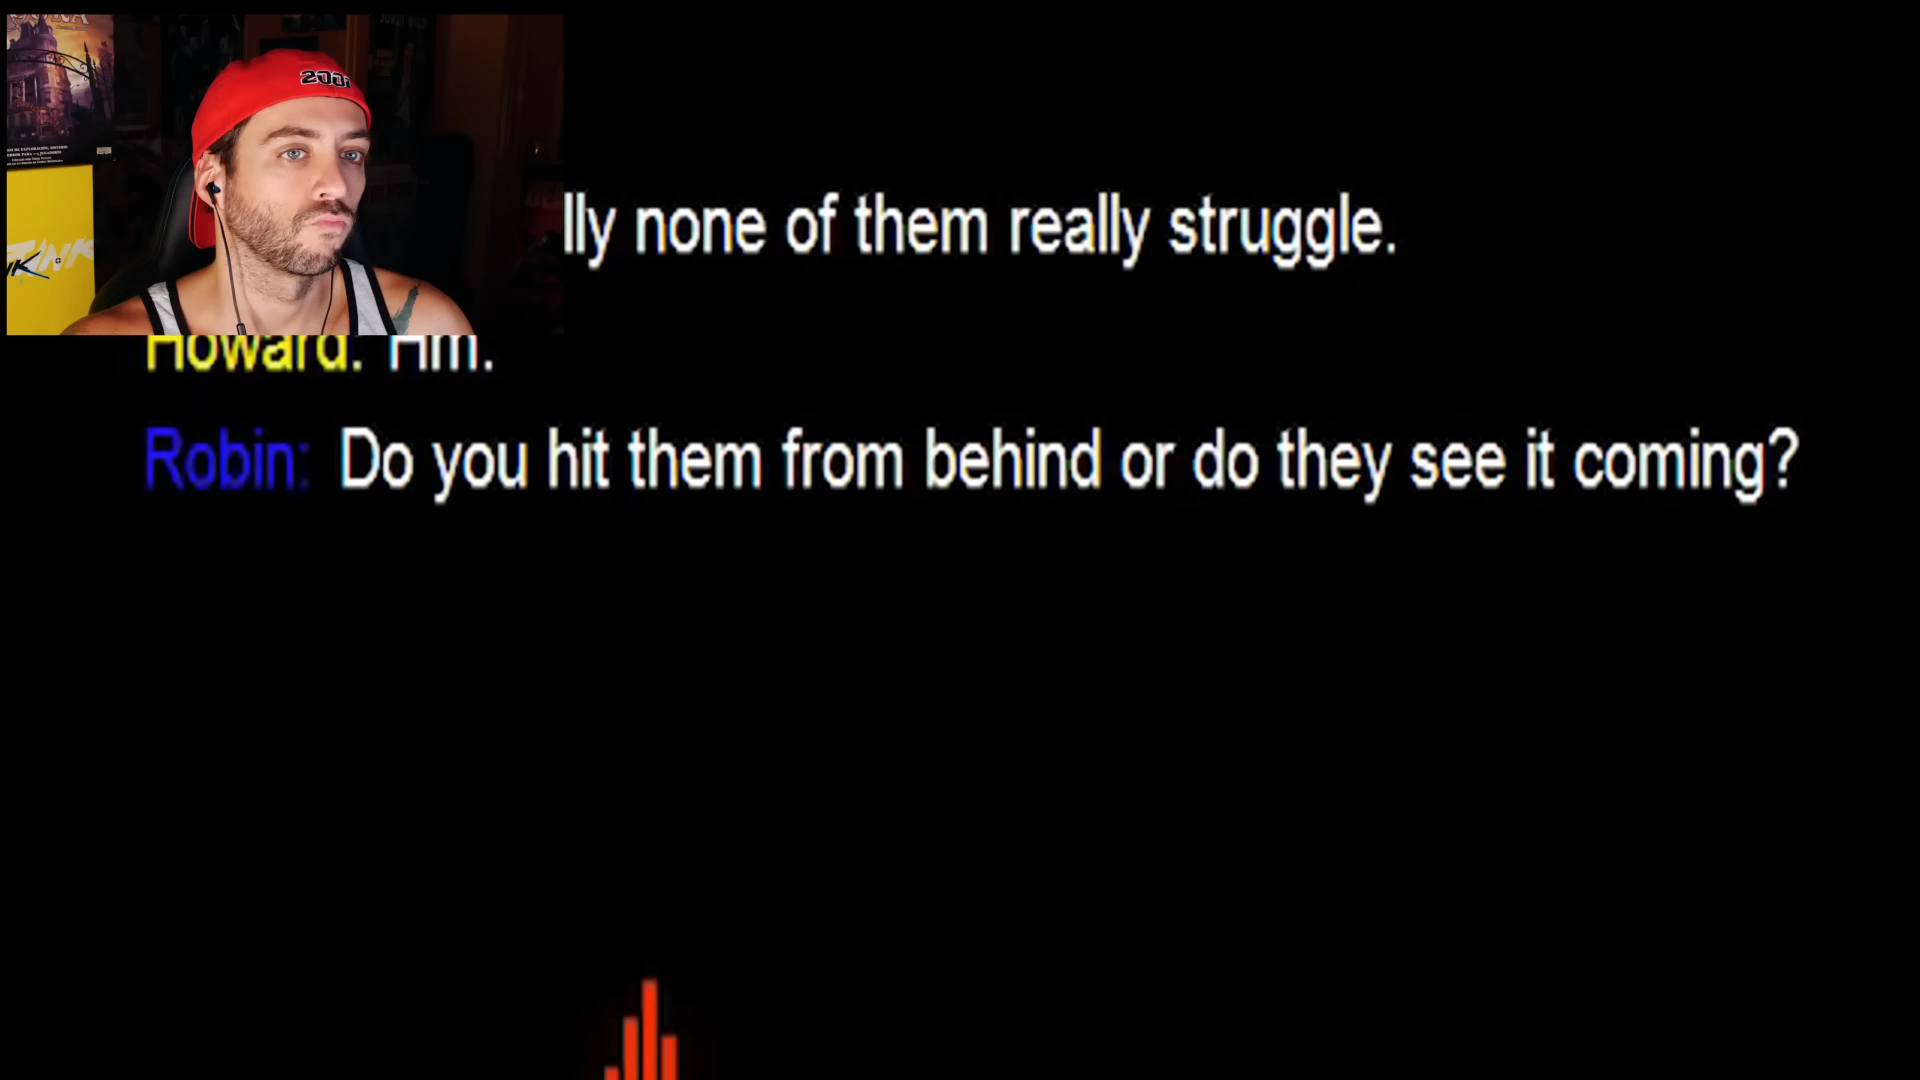 2001
lly none of them really struggle.
Howard: Hm.
Robin: Do you hit them from behind or do they see it coming?